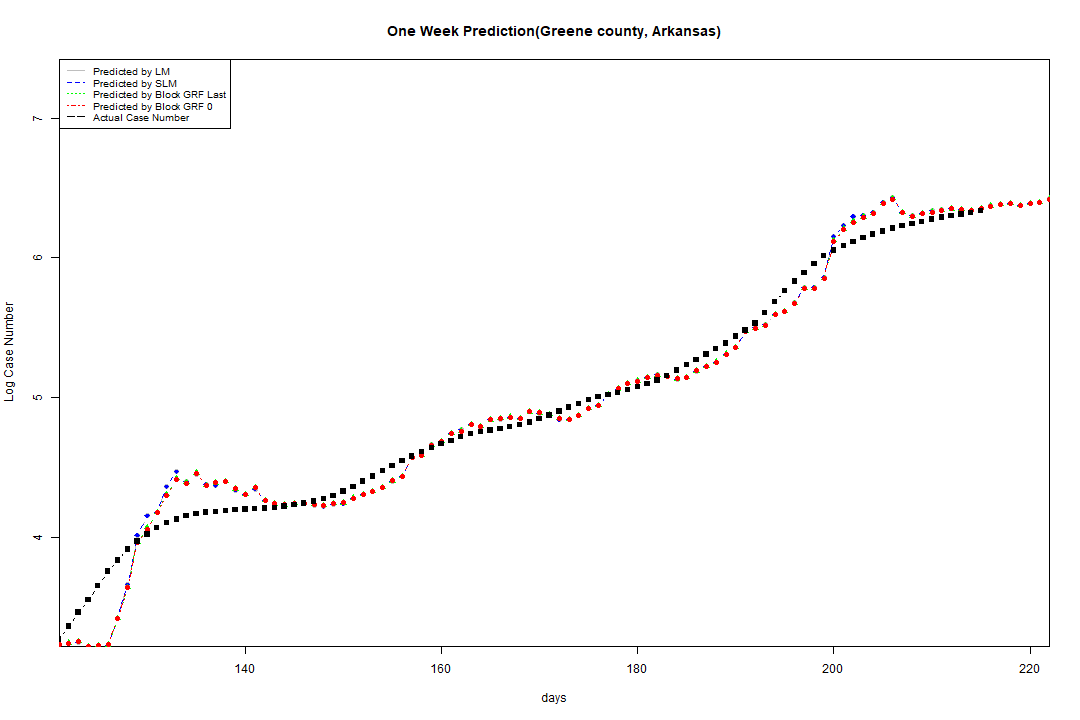 One Week Prediction(Greene county, Arkansas)
Predicted by LM
Predicted by SLM
Predicted by Block GRF Last
Predicted by Block GRF 0
Actual Case Number
7
6
5
4
Log Case Number
140 160 180 200 220
days